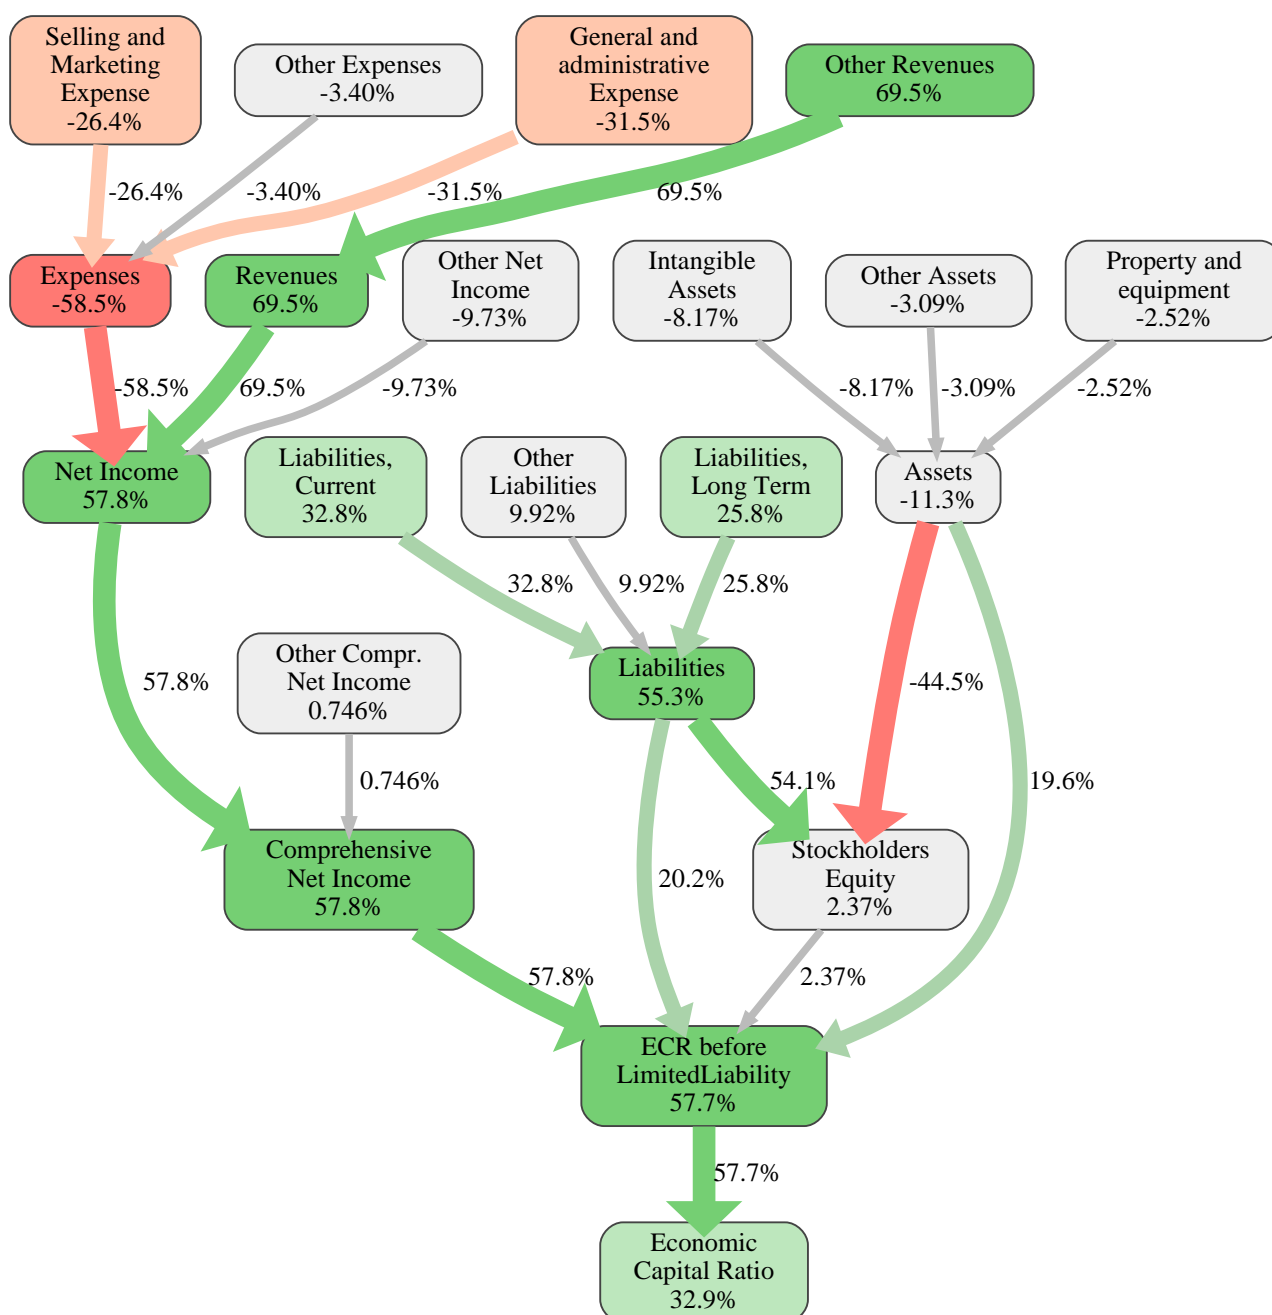 Selling and
Marketing
Expense
-26.4%
Other Expenses
-3.40%
General and
administrative
Expense
-31.5%
Other Revenues
69.5%
-26.4%
-3.40%
-31.5%
69.5%
Expenses
-58.5%
Revenues
69.5%
Other Net
Income
-9.73%
Intangible
Assets
-8.17%
Other Assets
-3.09%
Property and
equipment
-2.52%
-58.5%
69.5%
-9.73%
-8.17%
-3.09%
-2.52%
Net Income
57.8%
Liabilities,
Current
32.8%
Other
Liabilities
9.92%
Liabilities,
Long Term
25.8%
Assets
-11.3%
32.8%
9.92%
25.8%
57.8%
Other Compr.
Net Income
0.746%
Liabilities
55.3%
-44.5%
0.746%
54.1%
19.6%
Comprehensive
Net Income
57.8%
20.2%
Stockholders
Equity
2.37%
57.8%
2.37%
ECR before
LimitedLiability
57.7%
57.7%
Economic
Capital Ratio
32.9%